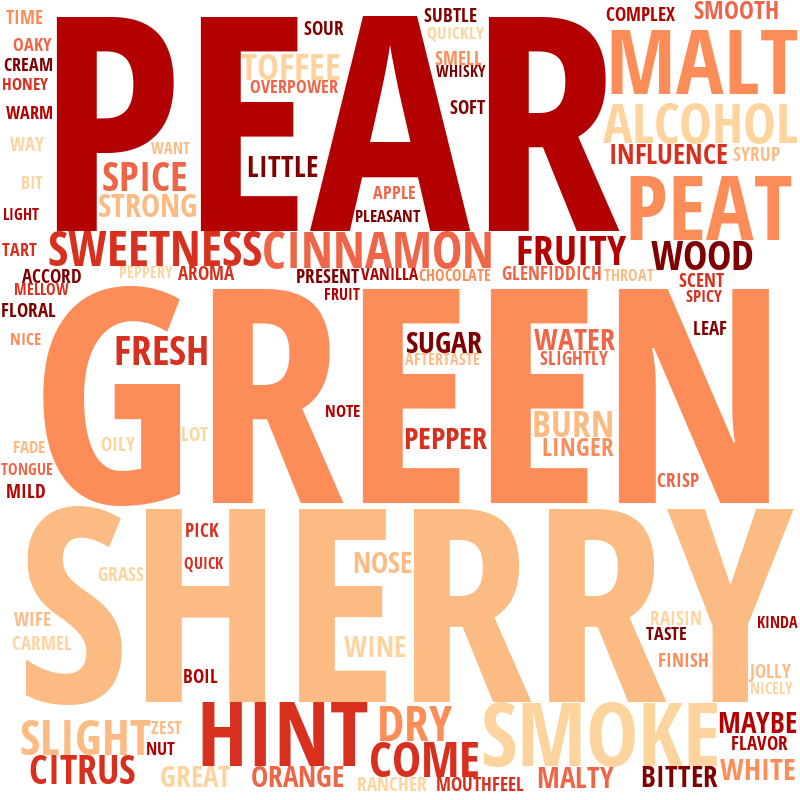 TIME
SUBTLE
COMPLEX
SMOOTH
PEAR
SOUR
QUICKLY
MALT
OAKY
TOFFEE
SMELL
CREAM
WHISKY
HONEY
OVERPOWER
WARM
SOFT
ALCOHOL
WAY
WANT
INFLUENCE
SYRUP
BIT
SPICE
LITTLE
APPLE
PEAT
STRONG
LIGHT
PLEASANT
TART
SWEETNESS
CINNAMON
FRUITY
WOOD
ACCORD
PEPPERY
AROMA
PRESENT
VANILLA
CHOCOLATE
GLENFIDDICH
THROAT
SCENT
MELLOW
FRUIT
SPICY
FLORAL
GREEN
LEAF
NICE
FRESH
SUGAR
WATER
AFTERTASTE
SLIGHTLY
NOTE
FADE
OILY
LOT
PEPPER
BURN
LINGER
TONGUE
CRISP
MILD
SHERRY
PICK
QUICK
NOSE
GRASS
WIFE
RAISIN
KINDA
TASTE
CARMEL
WINE
FINISH
BOIL
JOLLY
NICELY
SLIGHT
ZEST
HINT
DRY
SMOKE
MAYBE
NUT
FLAVOR
CITRUS
GREAT
ORANGE
COME
RANCHER
MOUTHFEEL
MALTY
BITTER
WHITE